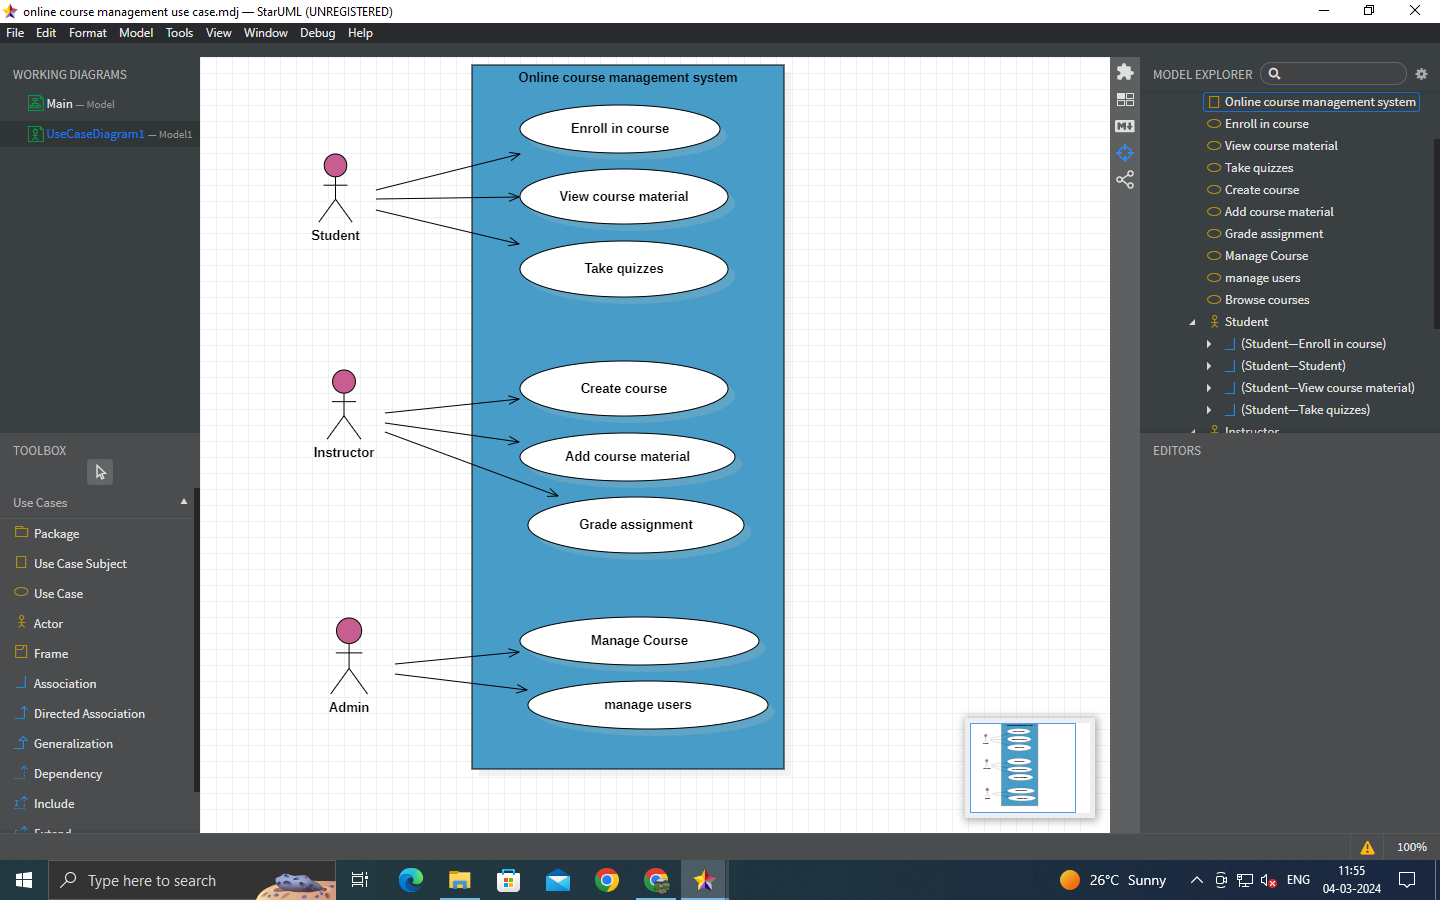 online course management use case.mdj — StarUML (UNREGISTERED)
File Edit Format Model Tools View Window Debug Help
WORKING DIAGRAMS
Main — Model
UseCaseDiagram1 — Model1
TOOLBOX
Use Cases
Package
Use Case Subject
Use Case
Actor
Frame
Association
Directed Association
Generalization
Dependency
Include
Extend
Online course management system
Enroll in course
View course material
Take quizzes
Student
Create course
Add course material
Grade assignment
Instructor
Manage Course
manage users
Admin
MODEL EXPLORER
Online course management system
Enroll in course
View course material
Take quizzes
Create course
Add course material
Grade assignment
Manage Course
manage users
Browse courses
Student
(Student—Enroll in course)
(Student—Student)
(Student—View course material)
(Student—Take quizzes)
Instructor
EDITORS
100%
Type here to search
26°C Sunny
ENG
11:55
04-03-2024